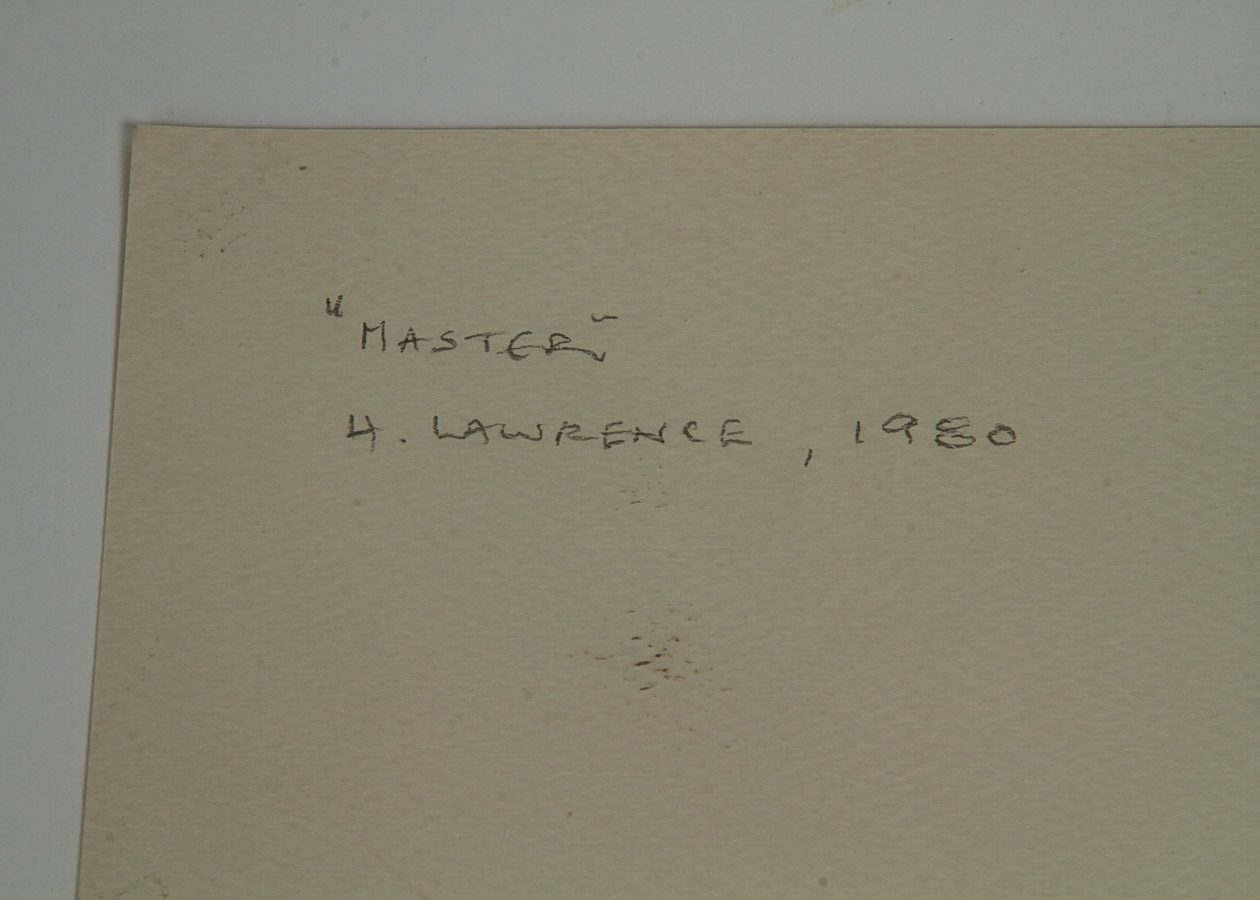 "MASTER"
H. LAWRENCE, 1980